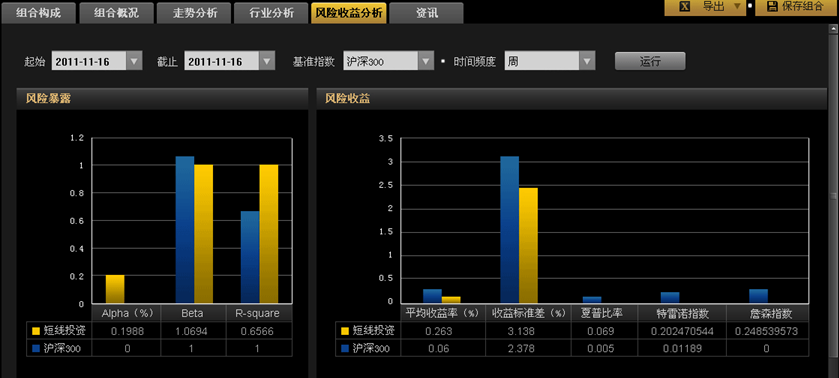 组合构成 组合概况 走势分析 行业分析 风险收益分析 资讯 导出 保存组合
起始 2011-11-16 截止 2011-11-16 基准指数 沪深300 时间频度 周 运行
风险暴露
1.2
1
0.8
0.6
0.4
0.2
0
Alpha（%） Beta R-square
短线投资 0.1988 1.0694 0.6566
沪深300 0 1 1
风险收益
3.5
3
2.5
2
1.5
1
0.5
0
平均收益率（%） 收益标准差（%） 夏普比率 特雷诺指数 詹森指数
短线投资 0.263 3.138 0.069 0.202470544 0.248539573
沪深300 0.06 2.378 0.005 0.01189 0